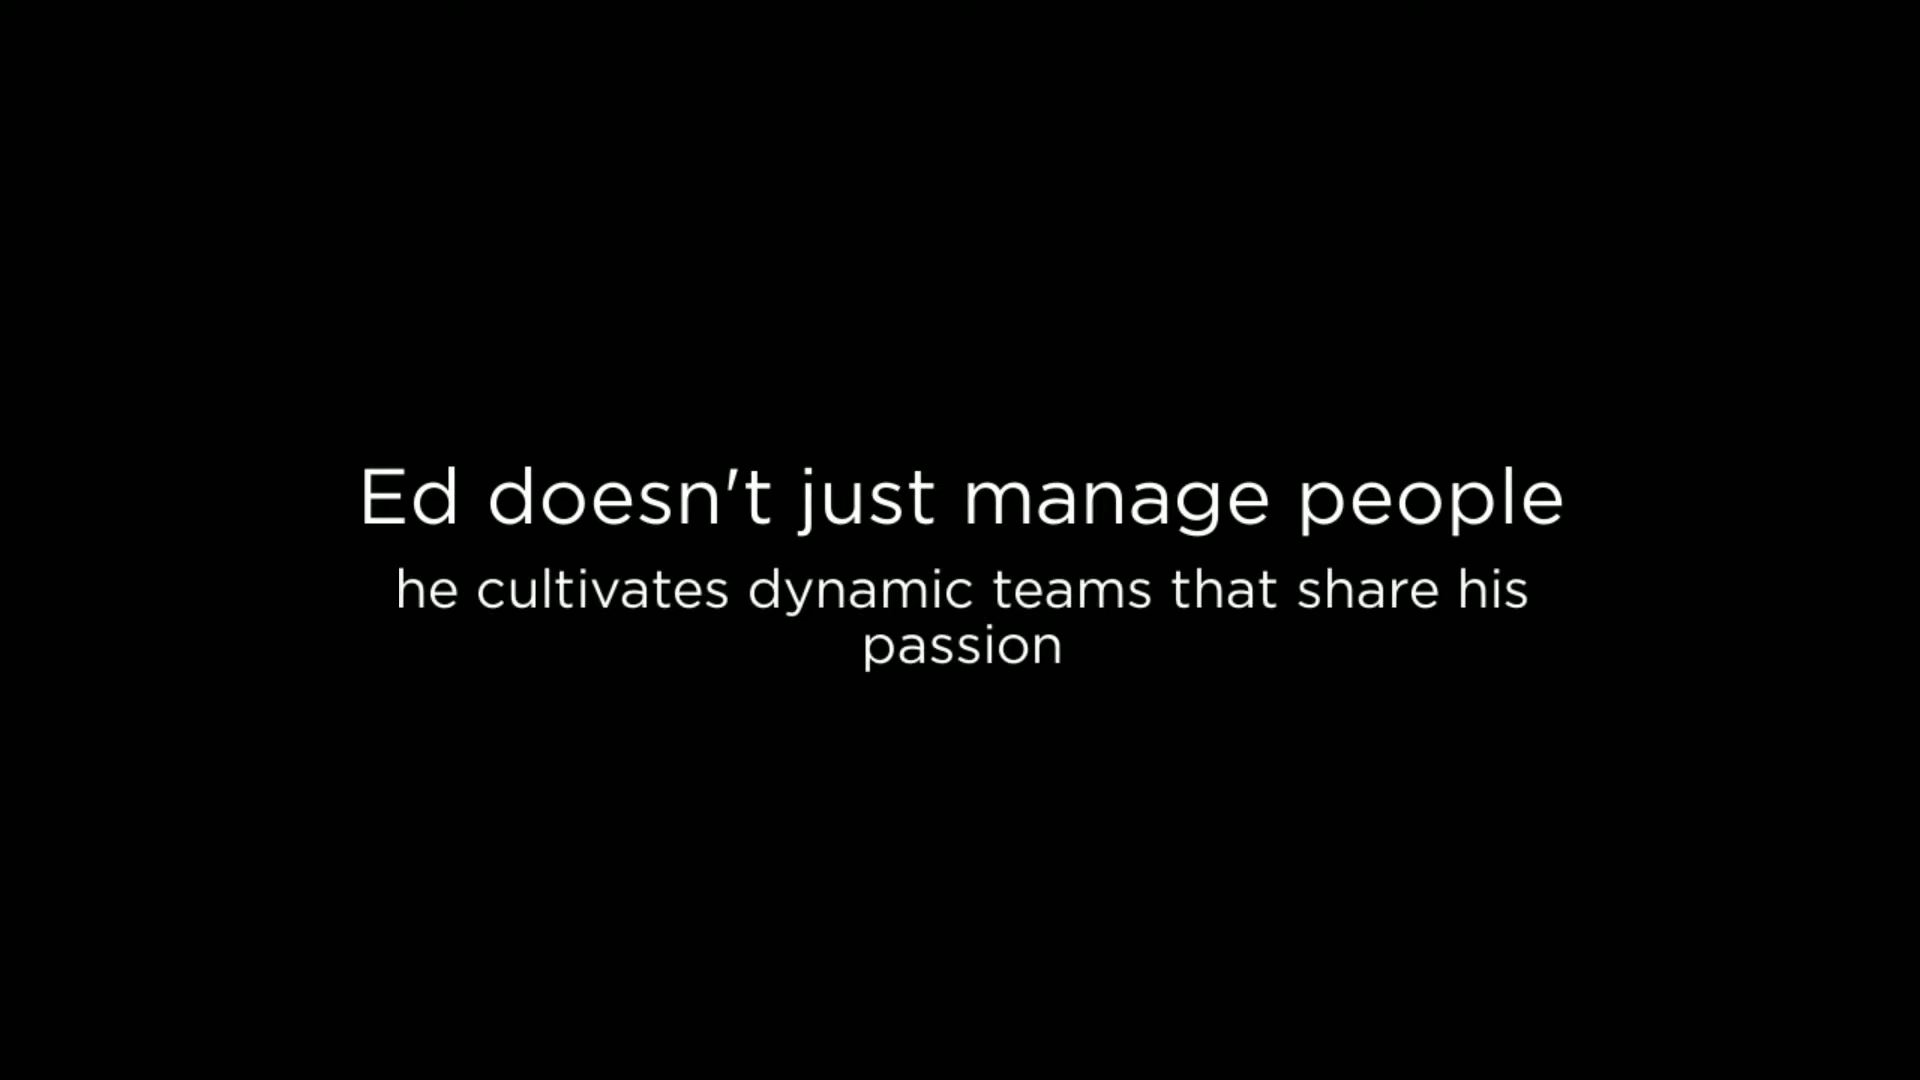 Ed doesn't just manage people
he cultivates dynamic teams that share his
passion